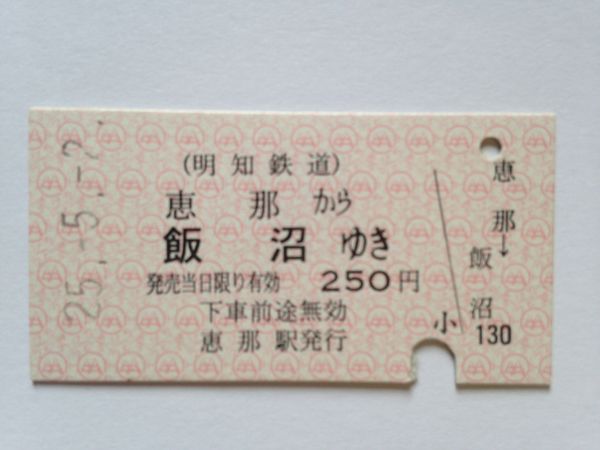 25.-5.-2.
(明知鉄道)
恵那から
飯沼ゆき
発売当日限り有効 250円
下車前途無効
恵那駅発行
恵那→飯沼
小 130